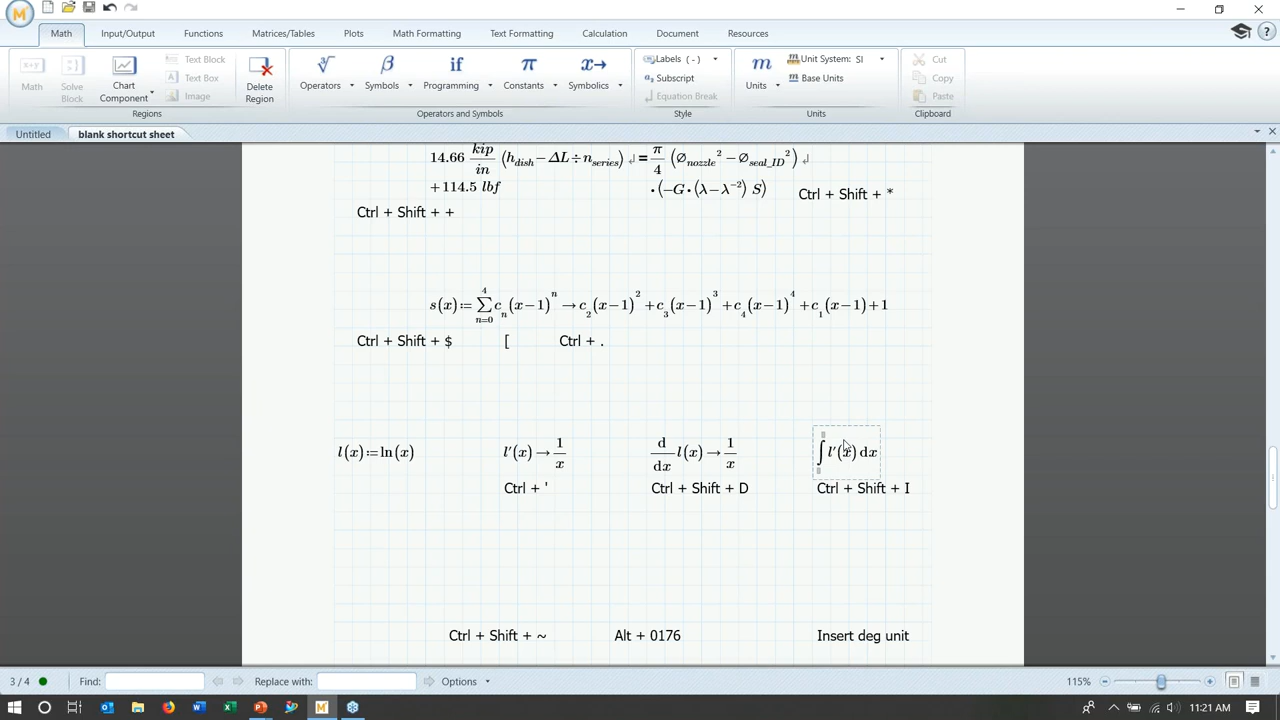 Math Input/Output Functions Matrices/Tables Plots Math Formatting Text Formatting Calculation Document Resources
Math
Solve Block
Chart Component
Text Block
Text Box
Image
Delete Region
Operators
Symbols
if
Programming
π
Constants
x→
Symbolics
Labels (-)
Subscript
Equation Break
m
Units
Unit System: SI
Base Units
Cut
Copy
Paste
Regions Operators and Symbols Style Units Clipboard
Untitled blank shortcut sheet
14.66 kip/in (h_dish−ΔL÷n_series) ↲ = π/4 (∅_nozzle²−∅_seal_ID²) ↲
+114.5 lbf ·(−G·(λ−λ⁻²) S)
Ctrl + Shift + *
Ctrl + Shift + +
s(x):=∑_{n=0}^{4} c_n(x−1)^n → c_2(x−1)²+c_3(x−1)³+c_4(x−1)⁴+c_1(x−1)+1
Ctrl + Shift + $ [ Ctrl + .
l(x):=ln(x) l′(x)→1/x d/dx l(x)→1/x ∫l′(x) dx
Ctrl + ' Ctrl + Shift + D Ctrl + Shift + I
Ctrl + Shift + ~ Alt + 0176 Insert deg unit
3 / 4 Find: Replace with: Options 115%
11:21 AM